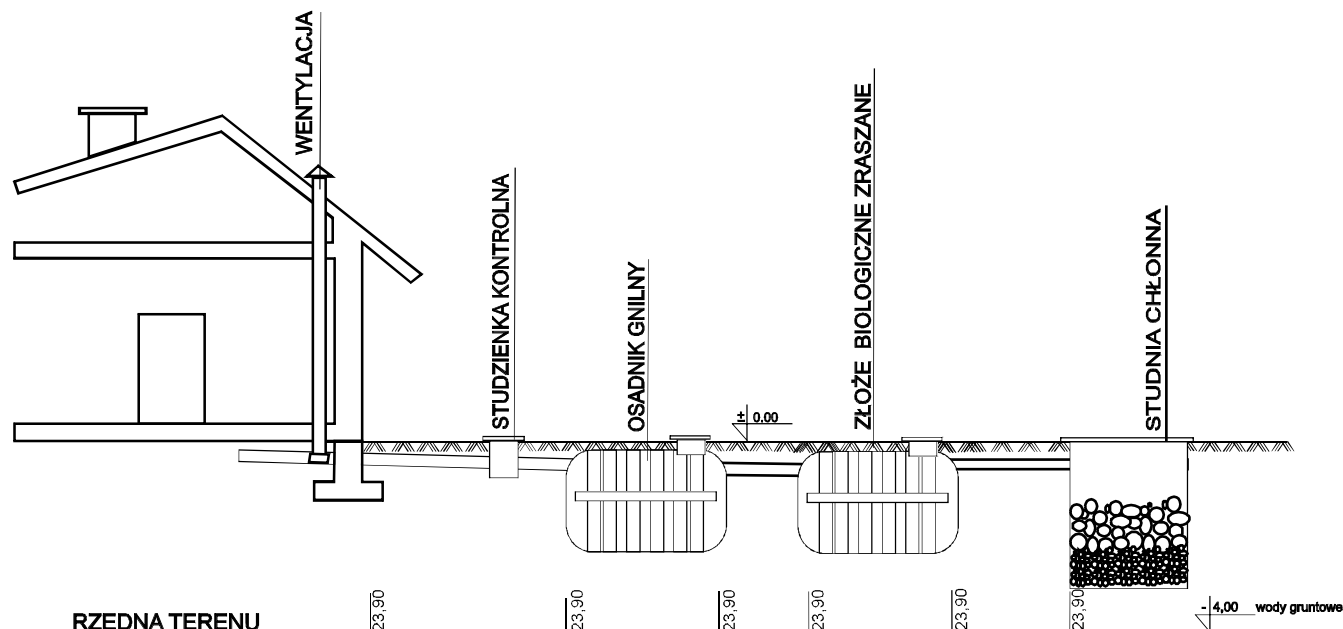 WENTYLACJA
STUDZIENKA KONTROLNA
OSADNIK GNILNY
ZŁOŻE BIOLOGICZNE ZRASZANE
STUDNIA CHŁONNA
± 0.00
RZEDNA TERENU
23,90
23,90
23,90
23,90
23,90
23,90
- 4,00 wody gruntowe